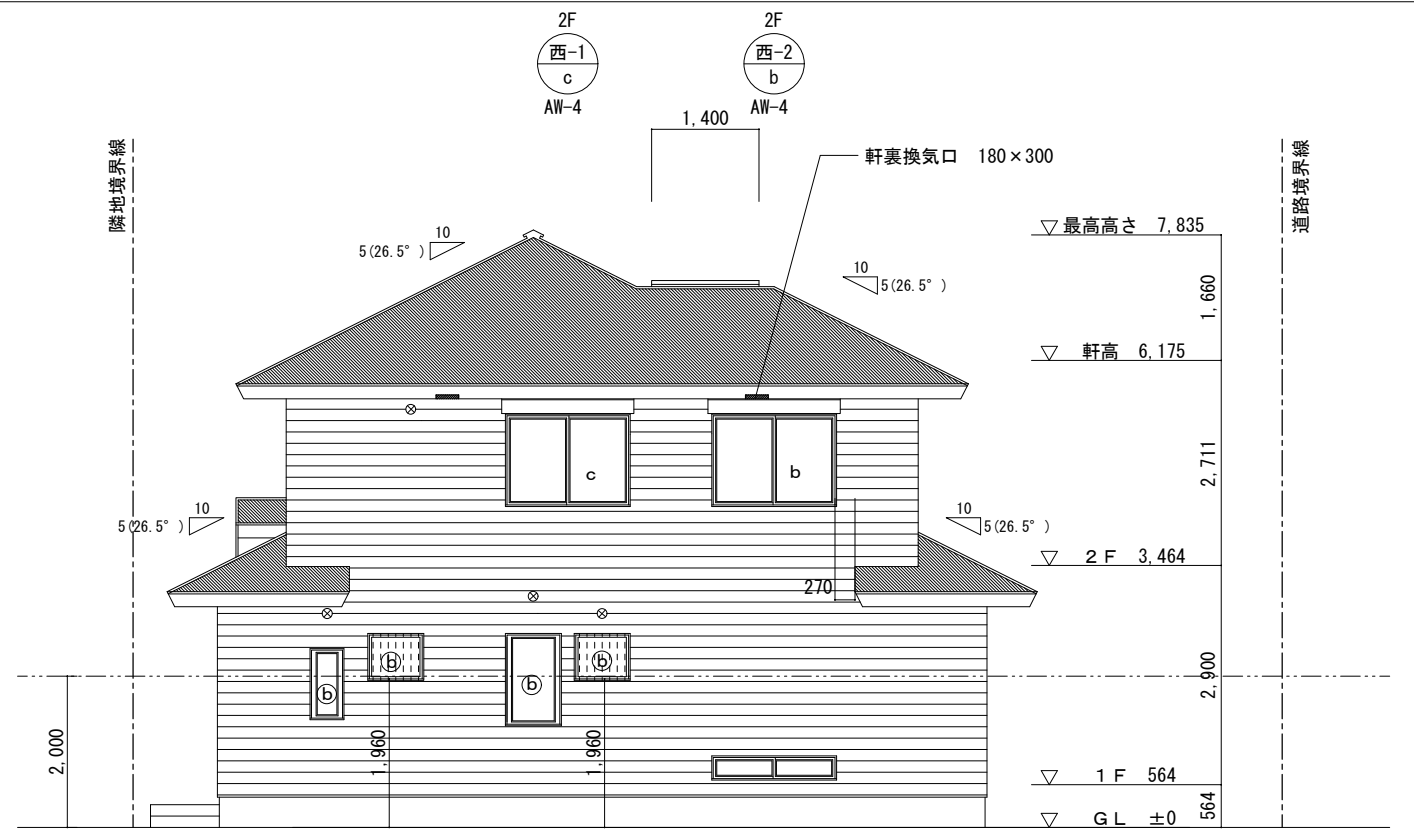 2F
西-1
c
AW-4
2F
西-2
b
AW-4
1,400
軒裏換気口 180×300
隣地境界線
道路境界線
▽最高高さ 7,835
10
5(26.5°)
10
5(26.5°)
1,660
▽ 軒高 6,175
2,711
c
b
10
5(26.5°)
10
5(26.5°)
▽ 2F 3,464
270
b
b
b
b
2,900
2,000
1,960
1,960
▽ 1F 564
564
▽ GL ±0